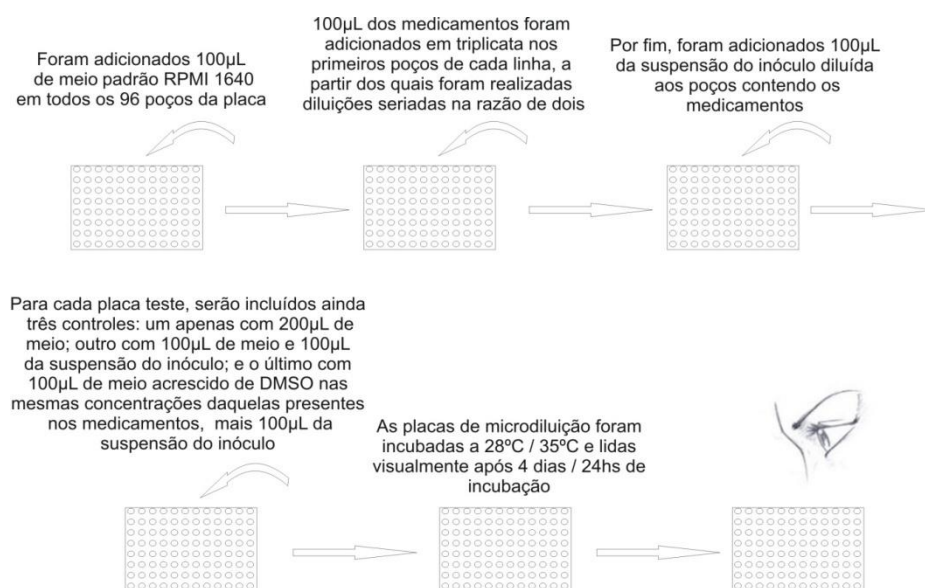 Foram adicionados 100µL
de meio padrão RPMI 1640
em todos os 96 poços da placa
100µL dos medicamentos foram
adicionados em triplicata nos
primeiros poços de cada linha, a
partir dos quais foram realizadas
diluições seriadas na razão de dois
Por fim, foram adicionados 100µL
da suspensão do inóculo diluída
aos poços contendo os
medicamentos
Para cada placa teste, serão incluídos ainda
três controles: um apenas com 200µL de
meio; outro com 100µL de meio e 100µL
da suspensão do inóculo; e o último com
100µL de meio acrescido de DMSO nas
mesmas concentrações daquelas presentes
nos medicamentos, mais 100µL da
suspensão do inóculo
As placas de microdiluição foram
incubadas a 28ºC / 35ºC e lidas
visualmente após 4 dias / 24hs de
incubação